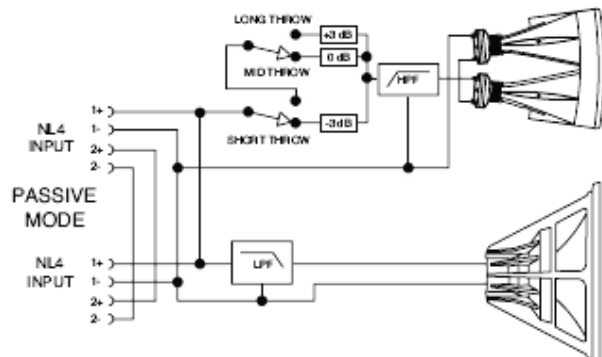 LONG THROW
+3 dB
0 dB
MID THROW
HPF
-3 dB
SHORT THROW
1+
NL4 1-
INPUT 2+
2-
PASSIVE
MODE
1+
NL4 1-
INPUT 2+
2-
LPF